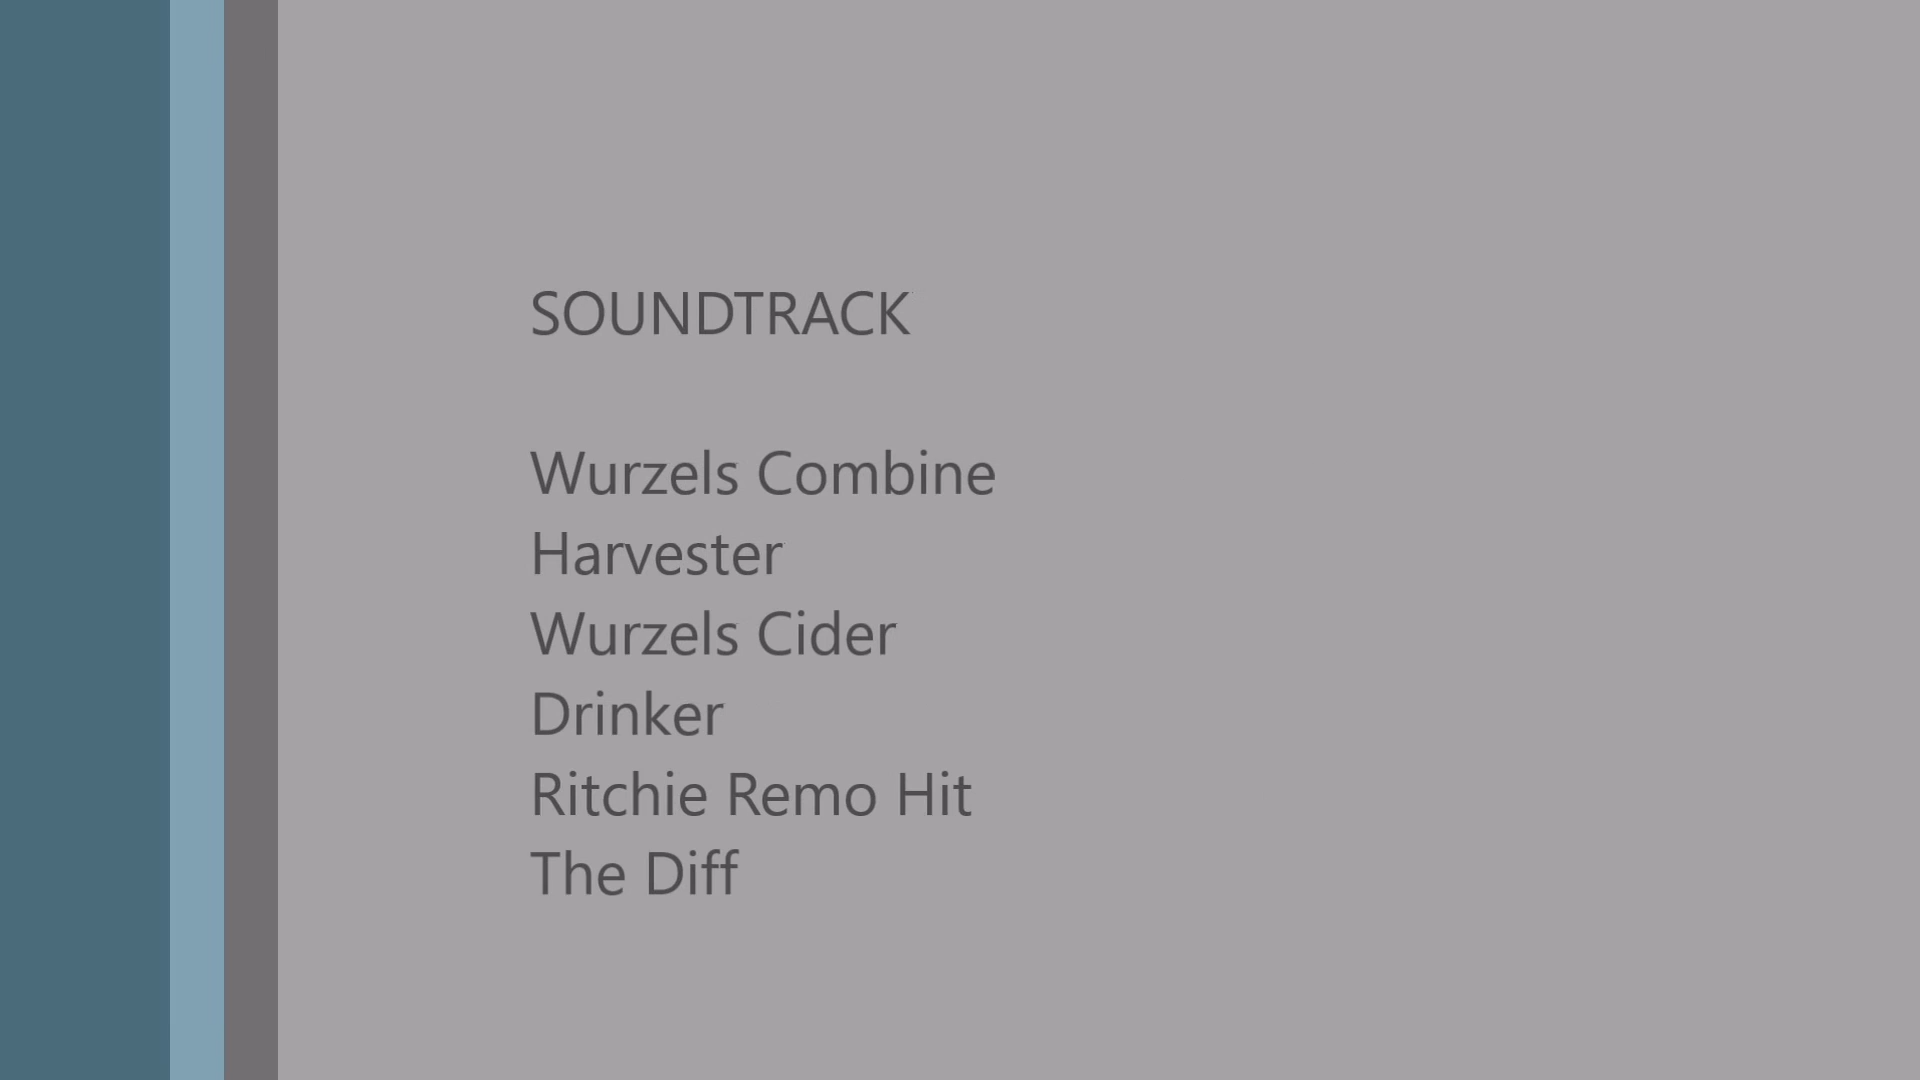 SOUNDTRACK
Wurzels Combine
Harvester
Wurzels Cider
Drinker
Ritchie Remo Hit
The Diff